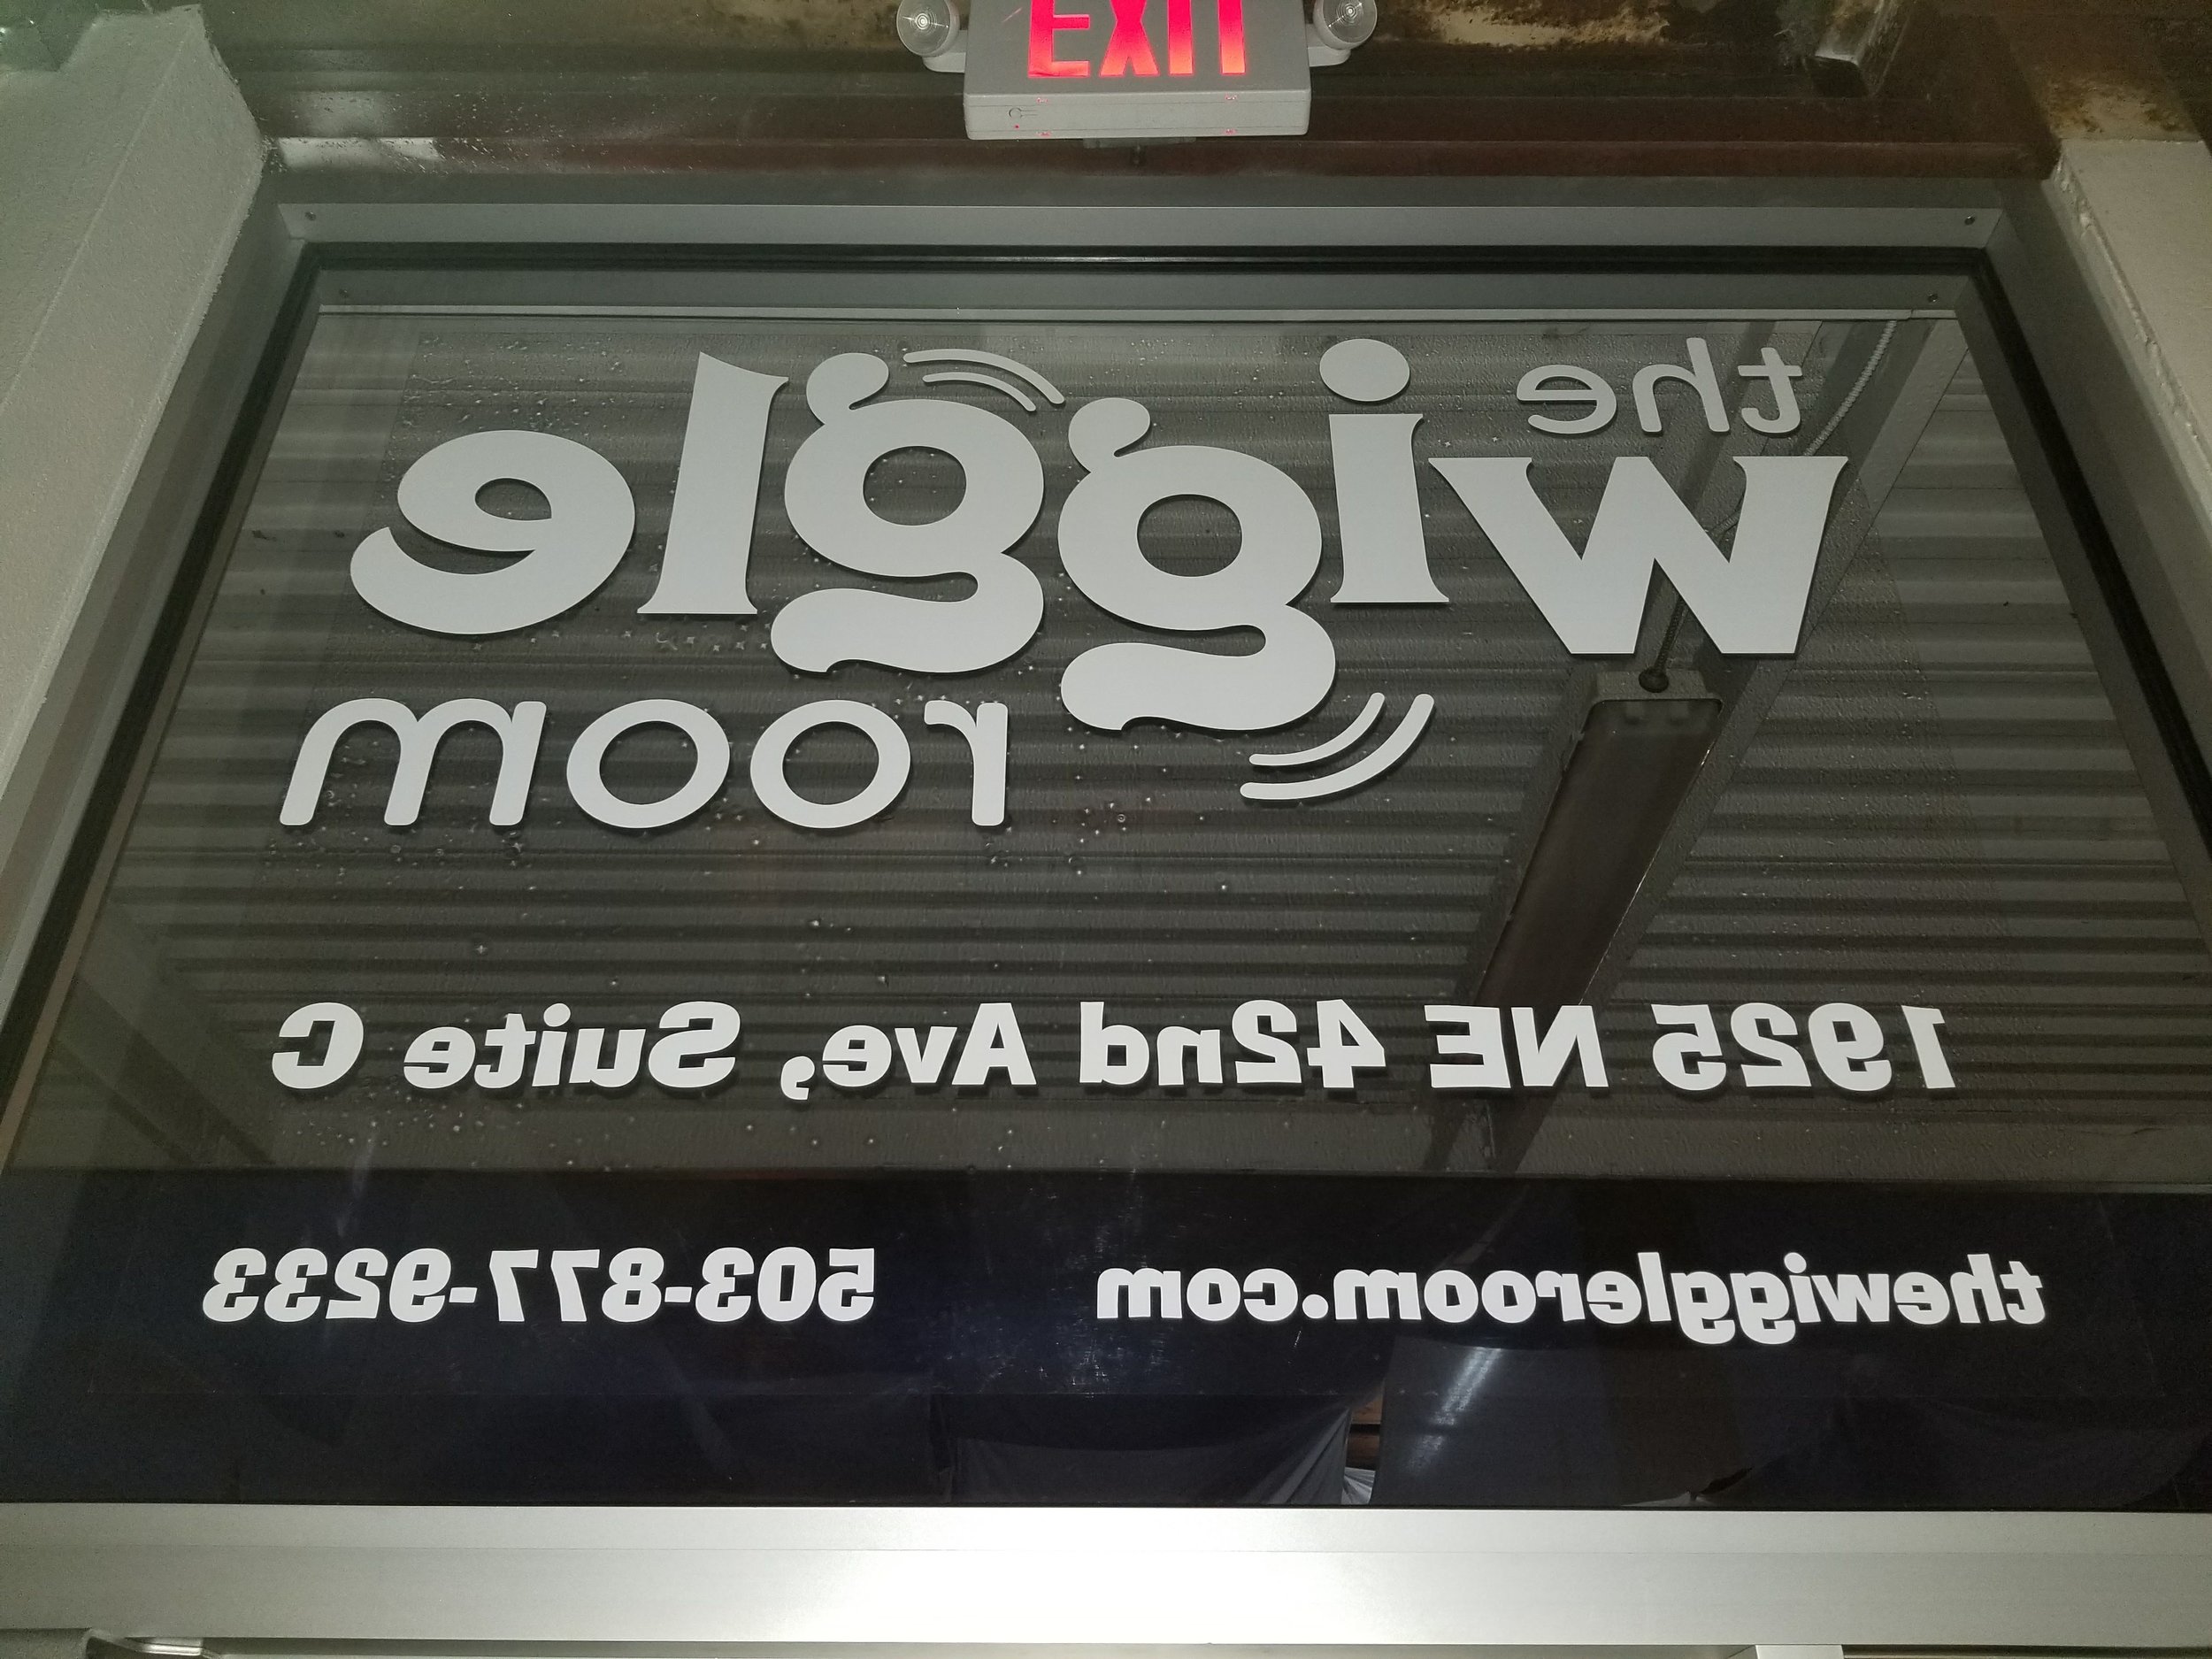 EXIT
the
wiggle
room
1925 NE 42nd Ave, Suite C
thewiggleroom.com 503-877-9233